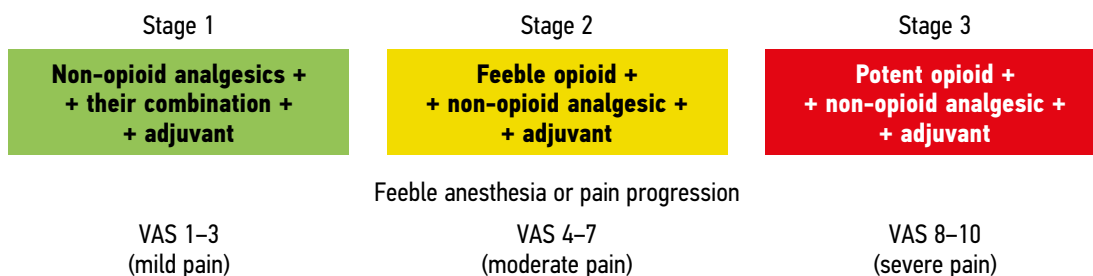 Stage 1
Non-opioid analgesics +
+ their combination +
+ adjuvant
Stage 2
Feeble opioid +
+ non-opioid analgesic +
+ adjuvant
Stage 3
Potent opioid +
+ non-opioid analgesic +
+ adjuvant
Feeble anesthesia or pain progression
VAS 1–3
(mild pain)
VAS 4–7
(moderate pain)
VAS 8–10
(severe pain)